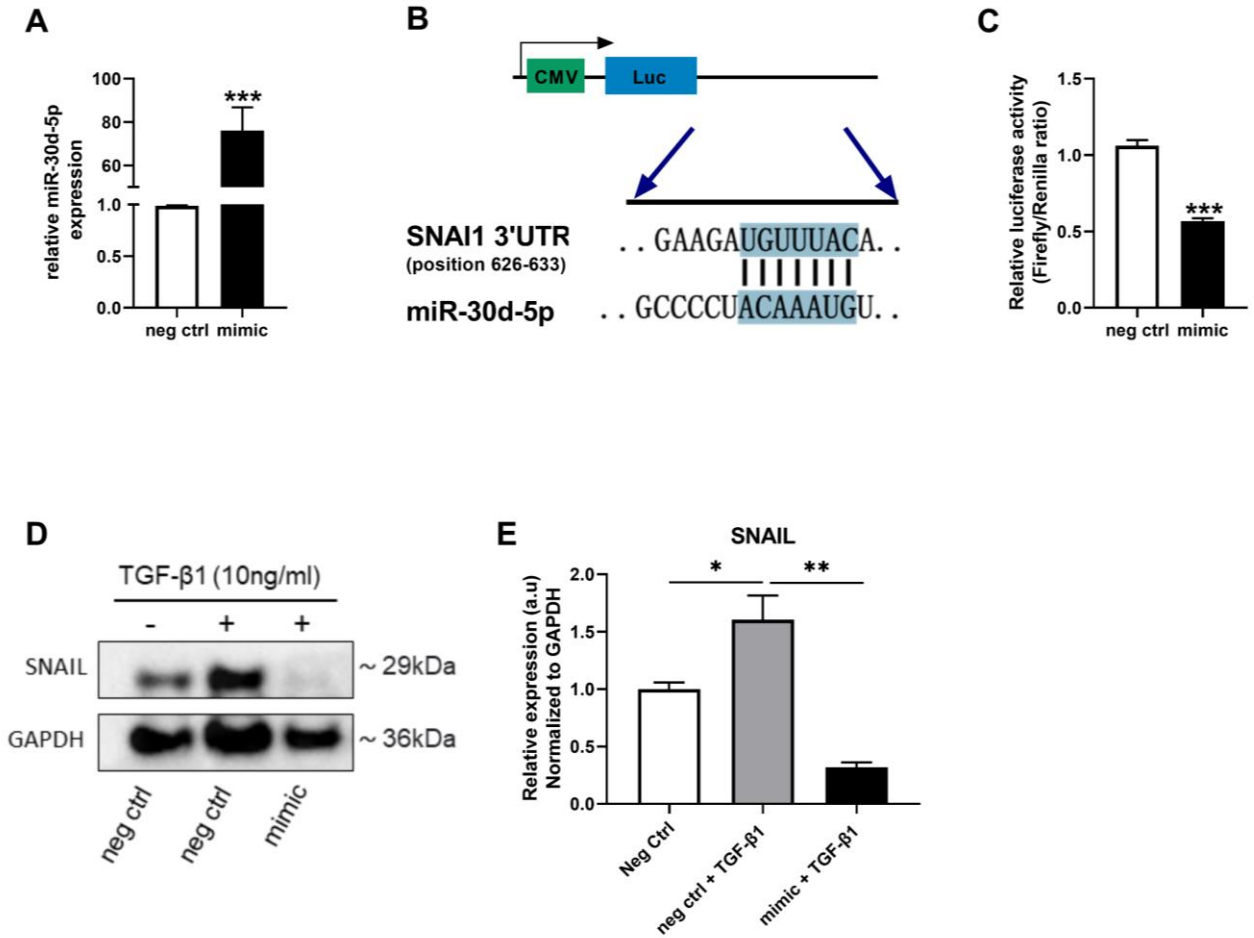 A
relative miR-30d-5p
expression
100
80
60
1.0
0.5
0.0
***
neg ctrl mimic
B
CMV
Luc
SNAI1 3'UTR
(position 626-633)
. . GAAGAUGUUUACA. .
miR-30d-5p
. . GCCCCUACAAAUGU. .
C
Relative luciferase activity
(Firefly/Renilla ratio)
1.5
1.0
0.5
0.0
***
neg ctrl mimic
D
TGF-β1 (10ng/ml)
- + +
SNAIL
~ 29kDa
GAPDH
~ 36kDa
neg ctrl
neg ctrl
mimic
E
SNAIL
Relative expression (a.u)
Normalized to GAPDH
2.0
1.5
1.0
0.5
0.0
*
**
Neg Ctrl
neg ctrl + TGF-β1
mimic + TGF-β1